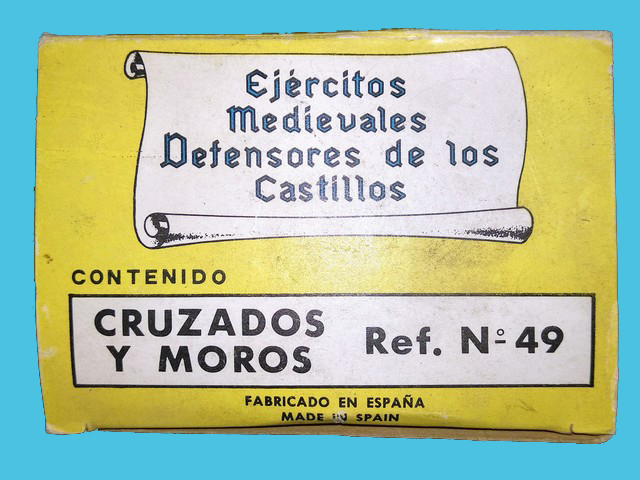 Ejércitos
Medievales
Defensores de los
Castillos
CONTENIDO
CRUZADOS
Y MOROS
Ref. Nº 49
FABRICADO EN ESPAÑA
MADE IN SPAIN